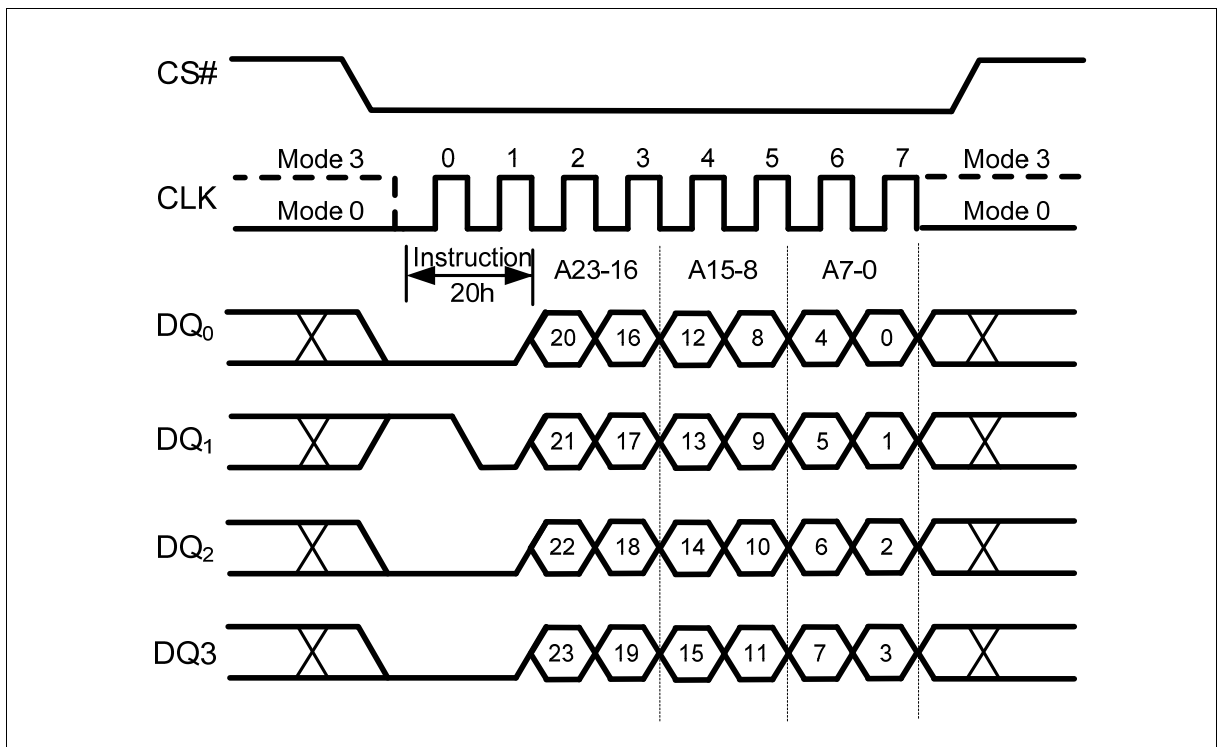 CS#
Mode 3 0 1 2 3 4 5 6 7 Mode 3
CLK
Mode 0 Mode 0
Instruction A23-16 A15-8 A7-0
20h
DQ0 20 16 12 8 4 0
DQ1 21 17 13 9 5 1
DQ2 22 18 14 10 6 2
DQ3 23 19 15 11 7 3